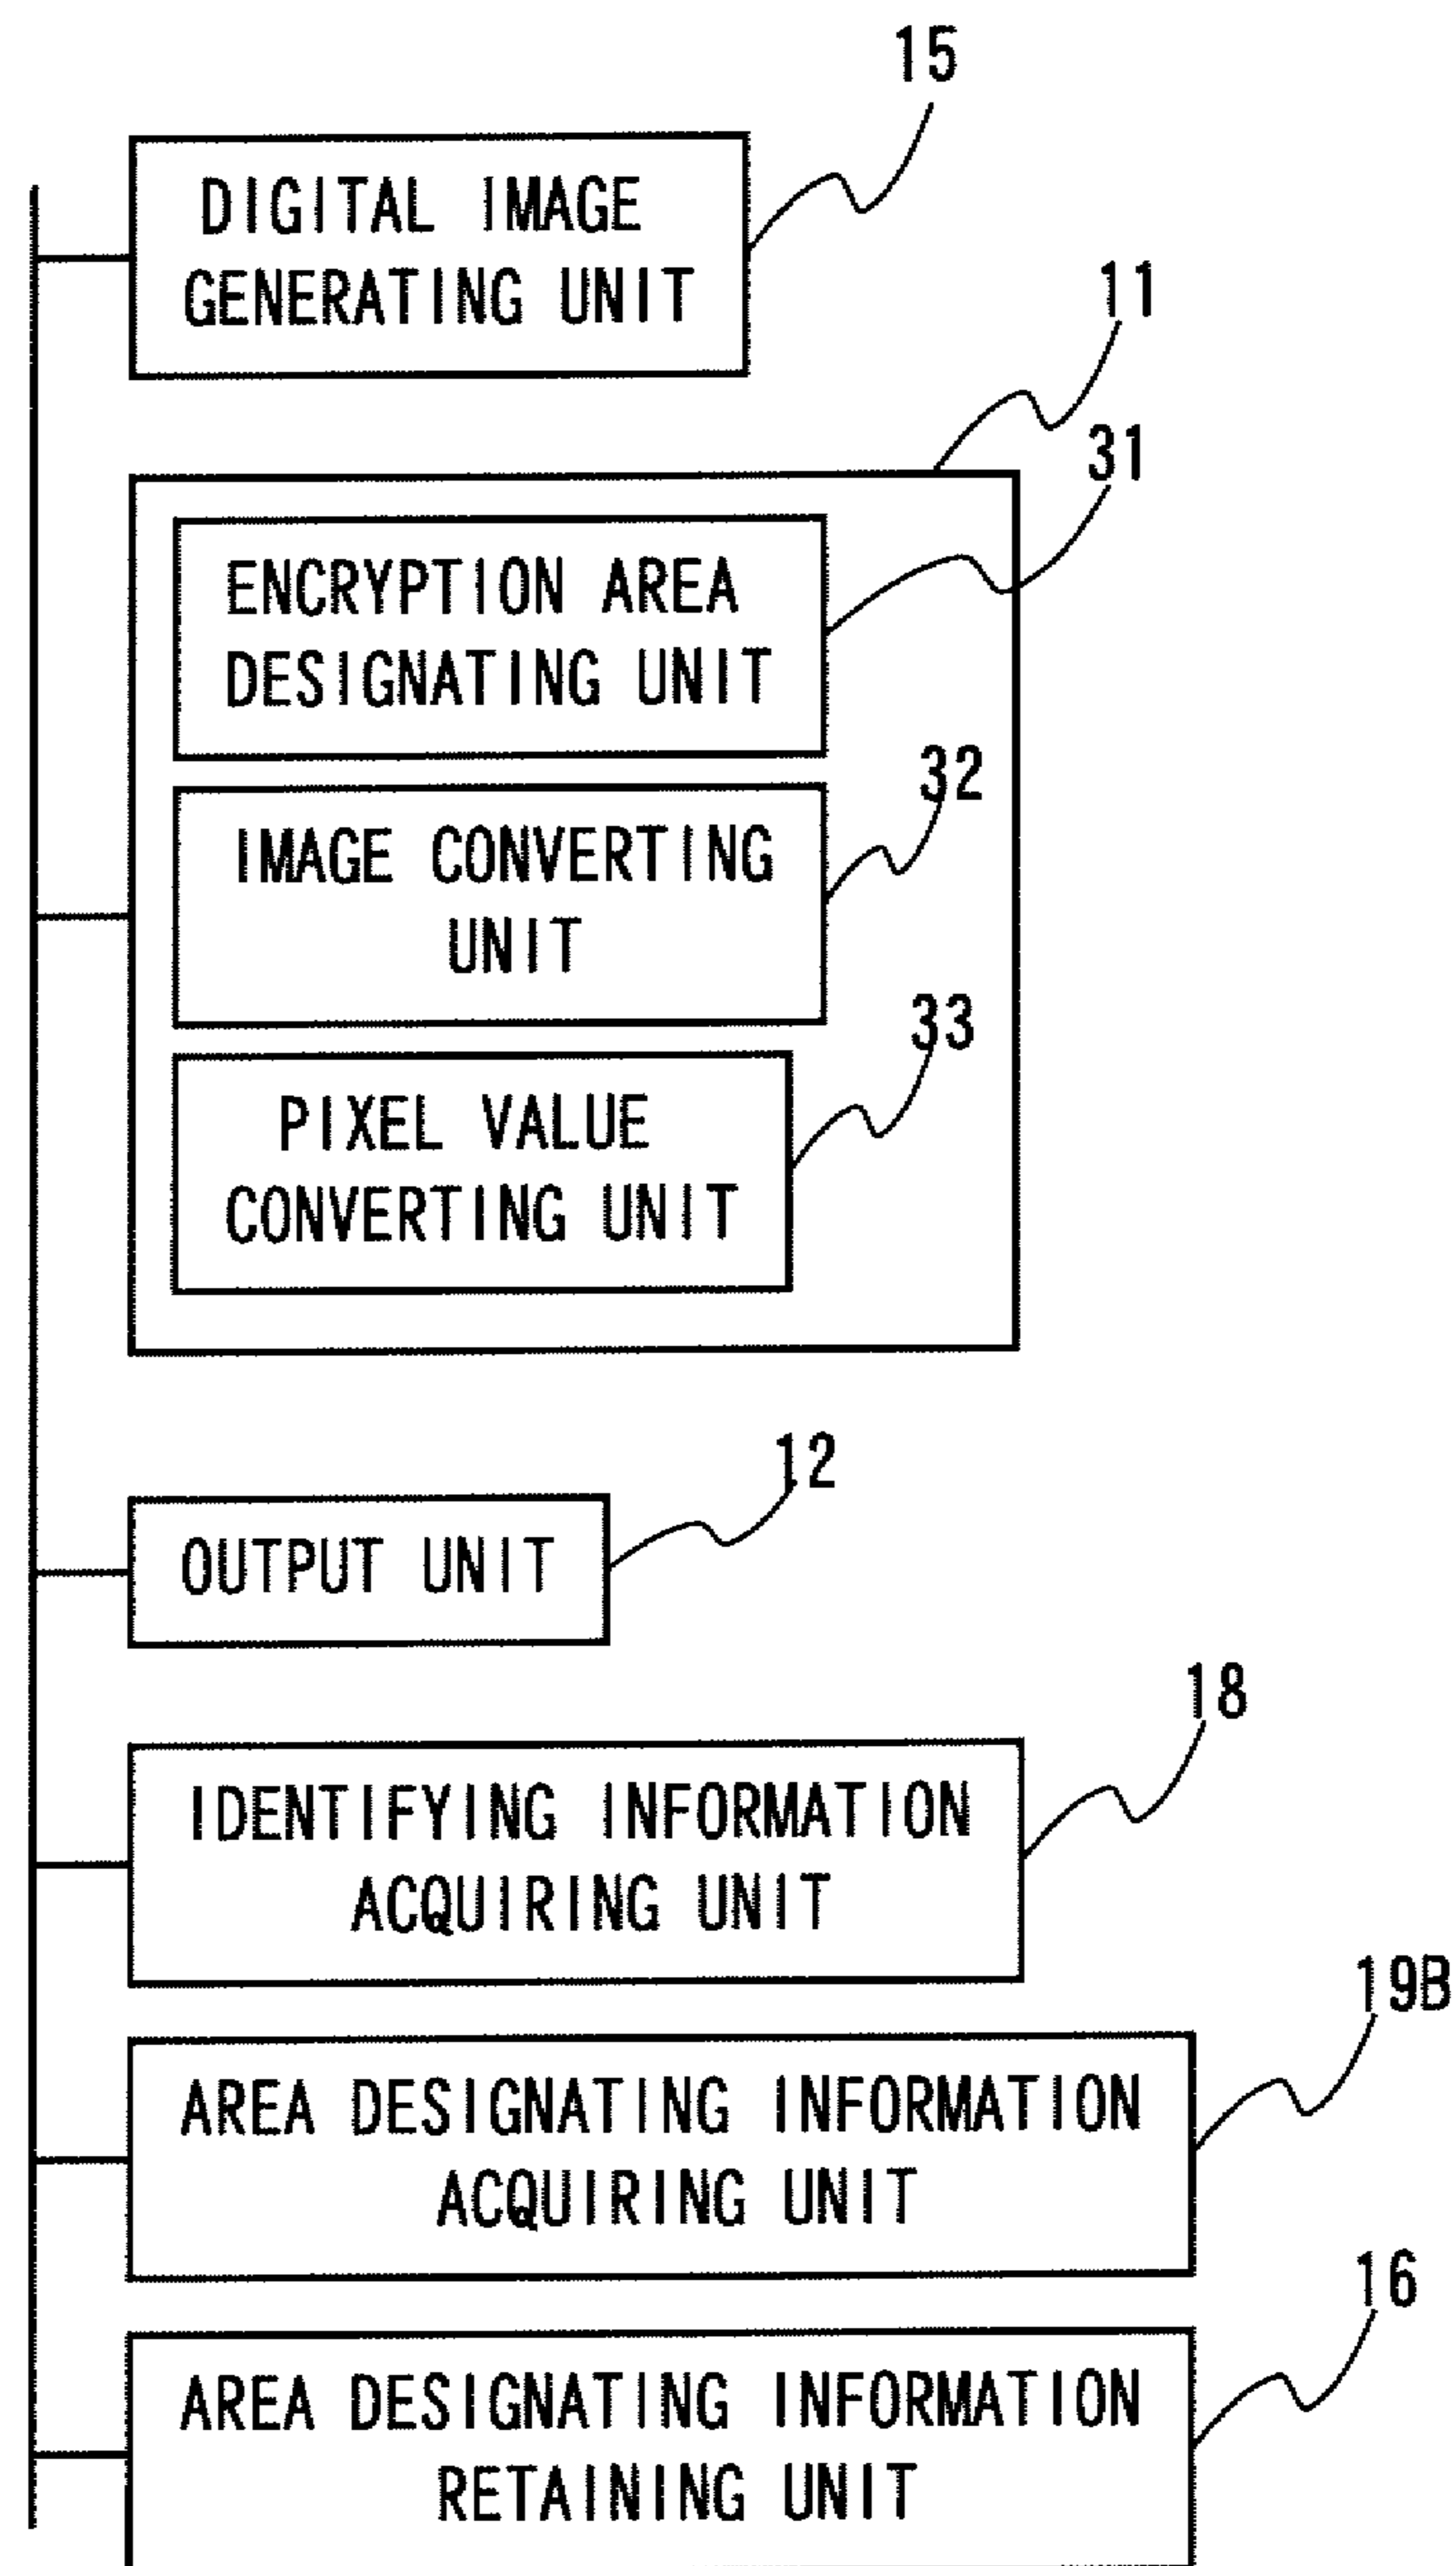 15
DIGITAL IMAGE
GENERATING UNIT
11
31
ENCRYPTION AREA
DESIGNATING UNIT
32
IMAGE CONVERTING
UNIT
33
PIXEL VALUE
CONVERTING UNIT
12
OUTPUT UNIT
18
IDENTIFYING INFORMATION
ACQUIRING UNIT
19B
AREA DESIGNATING INFORMATION
ACQUIRING UNIT
16
AREA DESIGNATING INFORMATION
RETAINING UNIT